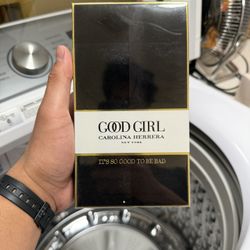 GOOD GIRL
CAROLINA HERRERA
NEW YORK
IT'S SO GOOD TO BE BAD